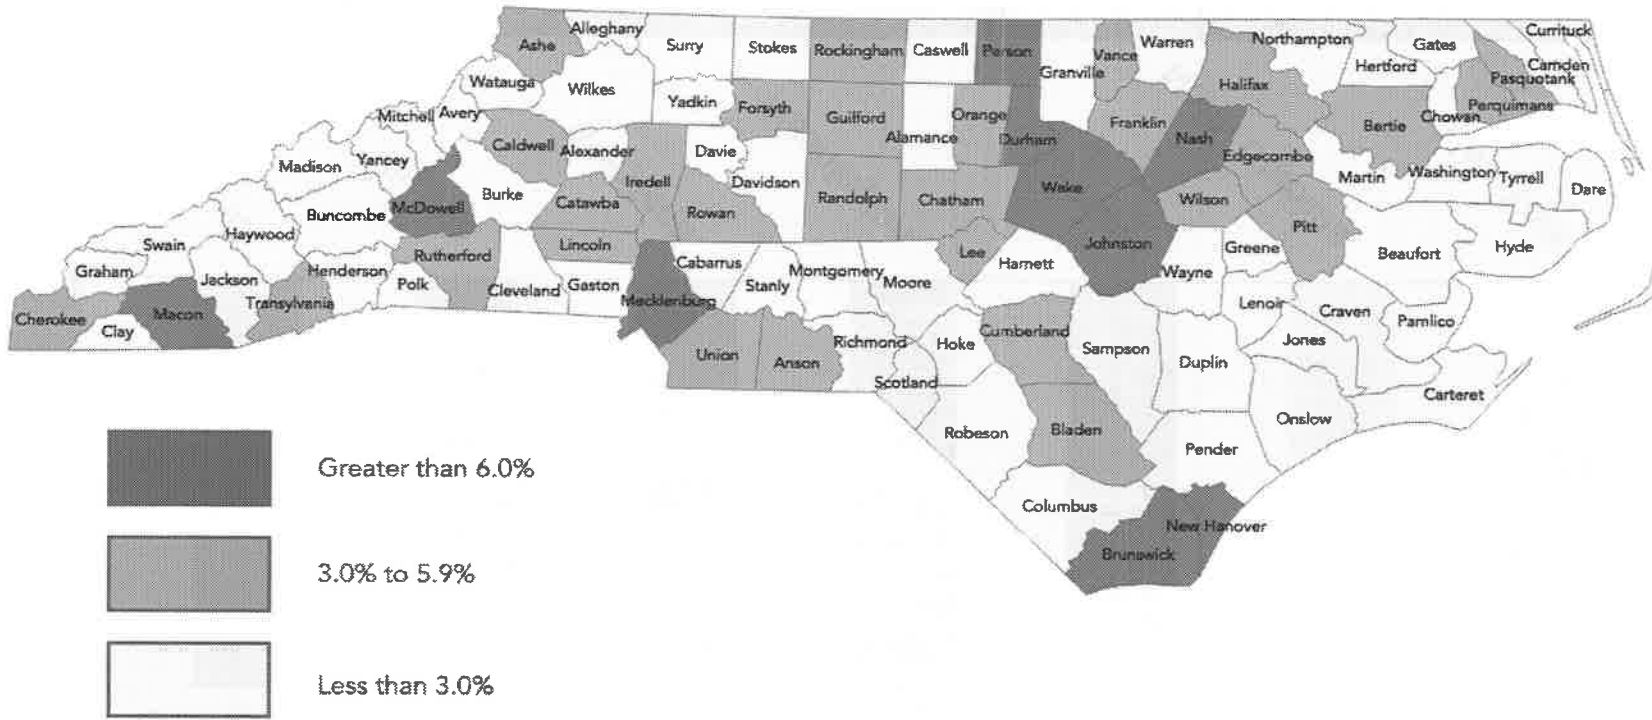 Ashe
Alleghany
Surry
Stokes
Rockingham
Caswell
Person
Granville
Vance
Warren
Northampton
Gates
Currituck
Camden
Hertford
Pasquotank
Perquimans
Chowan
Halifax
Bertie
Watauga
Wilkes
Yadkin
Forsyth
Guilford
Alamance
Orange
Durham
Franklin
Nash
Edgecombe
Martin
Washington
Tyrrell
Dare
Mitchell
Avery
Caldwell
Alexander
Davie
Iredell
Davidson
Madison
Yancey
Burke
Catawba
Rowan
Randolph
Chatham
Wake
Wilson
Pitt
Buncombe
McDowell
Lincoln
Johnston
Greene
Beaufort
Hyde
Swain
Haywood
Rutherford
Lee
Harnett
Wayne
Graham
Jackson
Henderson
Polk
Cleveland
Gaston
Cabarrus
Stanly
Montgomery
Moore
Lenoir
Craven
Pamlico
Cherokee
Clay
Macon
Transylvania
Mecklenburg
Union
Anson
Richmond
Hoke
Scotland
Cumberland
Sampson
Duplin
Jones
Carteret
Onslow
Robeson
Bladen
Pender
Columbus
New Hanover
Brunswick
Greater than 6.0%
3.0% to 5.9%
Less than 3.0%